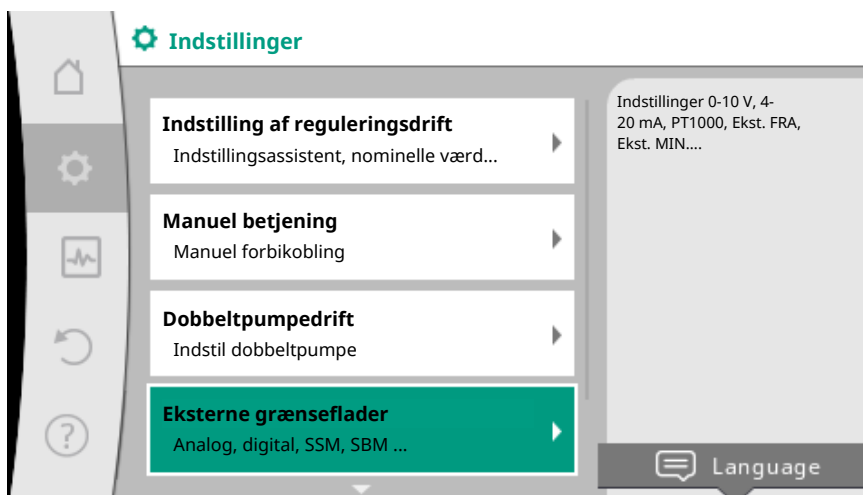 Indstillinger
Indstilling af reguleringsdrift
Indstillingsassistent, nominelle værd...
Manuel betjening
Manuel forbikobling
Dobbeltpumpedrift
Indstil dobbeltpumpe
Eksterne grænseflader
Analog, digital, SSM, SBM ...
Indstillinger 0-10 V, 4-
20 mA, PT1000, Ekst. FRA,
Ekst. MIN....
Language
?